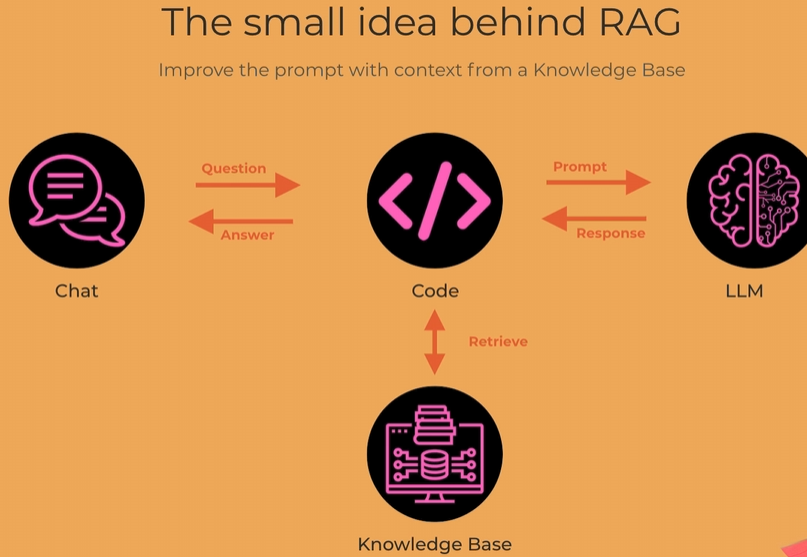 The small idea behind RAG
Improve the prompt with context from a Knowledge Base
Question
Answer
Prompt
Response
Chat
Code
LLM
Retrieve
Knowledge Base